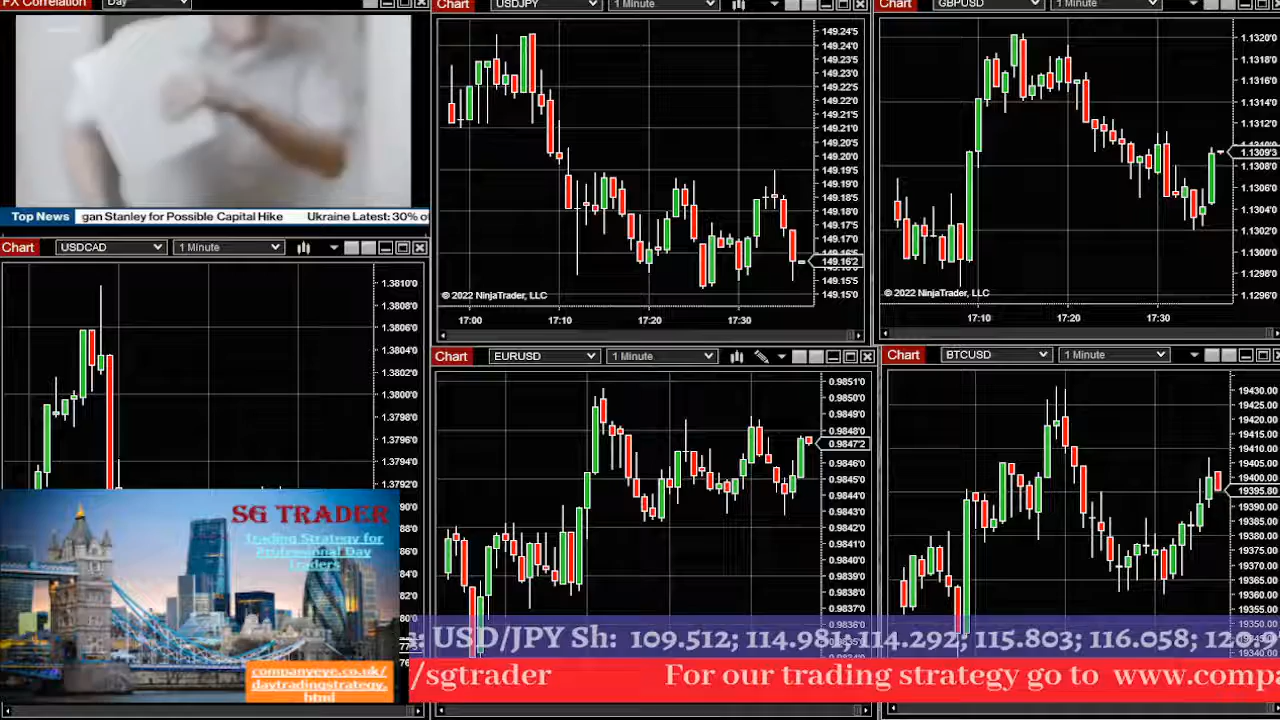 FX Correlation
Day
Chart
USDJPY
1 Minute
Chart
GBPUSD
1 Minute
149.24'5
149.24'0
149.23'5
149.23'0
149.22'5
149.22'0
149.21'5
149.21'0
149.20'5
149.20'0
149.19'5
149.19'0
149.18'5
149.18'0
149.17'5
149.17'0
149.16'2
149.15'5
149.15'0
© 2022 NinjaTrader, LLC
17:00
17:10
17:20
17:30
1.1320'0
1.1318'0
1.1316'0
1.1314'0
1.1312'0
1.1309'3
1.1308'0
1.1306'0
1.1304'0
1.1302'0
1.1300'0
1.1298'0
1.1296'0
© 2022 NinjaTrader, LLC
17:10
17:20
17:30
Top News
gan Stanley for Possible Capital Hike
Ukraine Latest: 30% o
Chart
USDCAD
1 Minute
1.3810'0
1.3808'0
1.3806'0
1.3804'0
1.3802'0
1.3800'0
1.3798'0
1.3796'0
1.3794'0
1.3792'0
Chart
EURUSD
1 Minute
0.9851'0
0.9850'0
0.9849'0
0.9848'0
0.9847'2
0.9846'0
0.9845'0
0.9844'0
0.9843'0
0.9842'0
0.9841'0
0.9840'0
0.9839'0
0.9837'0
0.9836'0
Chart
BTCUSD
1 Minute
19430.00
19425.00
19420.00
19415.00
19410.00
19405.00
19400.00
19395.80
19390.00
19385.00
19380.00
19375.00
19370.00
19365.00
19360.00
19355.00
19350.00
SG TRADER
Trading Strategy for
Professional Day
Traders
companyeye.co.uk/
daytradingstrategy.
html
USD/JPY Sh: 109.512; 114.981; 114.292; 115.803; 16.058; 12
/sgtrader
For our trading strategy go to www.compa